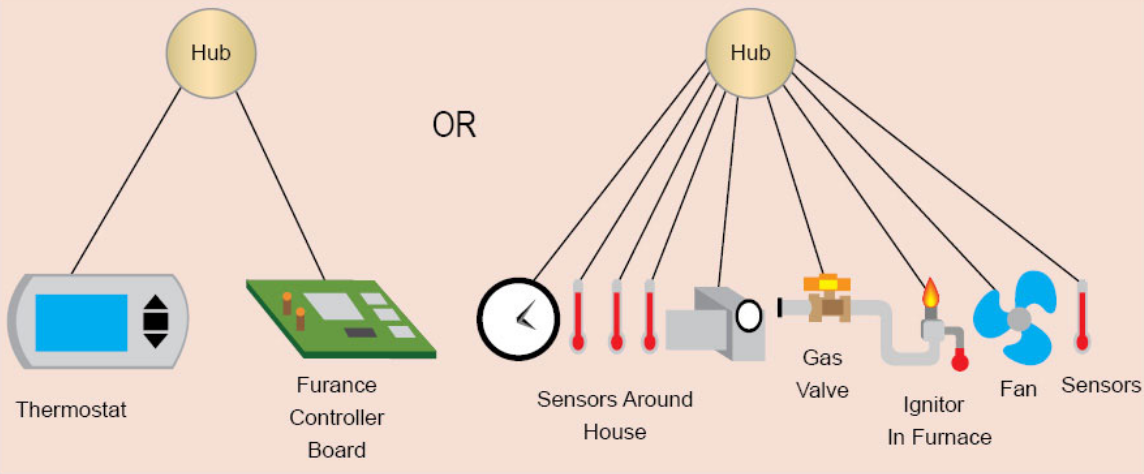 Hub
Hub
OR
Thermostat
Furance
Controller
Board
Sensors Around
House
Gas
Valve
Ignitor
In Furnace
Fan
Sensors